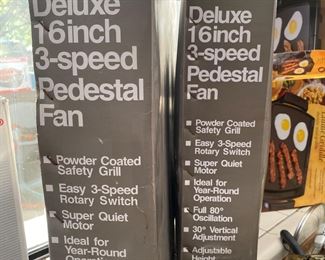 Deluxe
16inch
3-speed
Pedestal
Fan
Powder Coated
Safety Grill
Easy 3-Speed
Rotary Switch
Super Quiet
Motor
Ideal for
Year-Round
Operation
Deluxe
16inch
3-speed
Pedestal
Fan
Powder Coated
Safety Grill
Easy 3-Speed
Rotary Switch
Super Quiet
Motor
Ideal for
Year-Round Operation
Full 80°
Oscillation
30° Vertical
Adjustment
Adjustable
Height